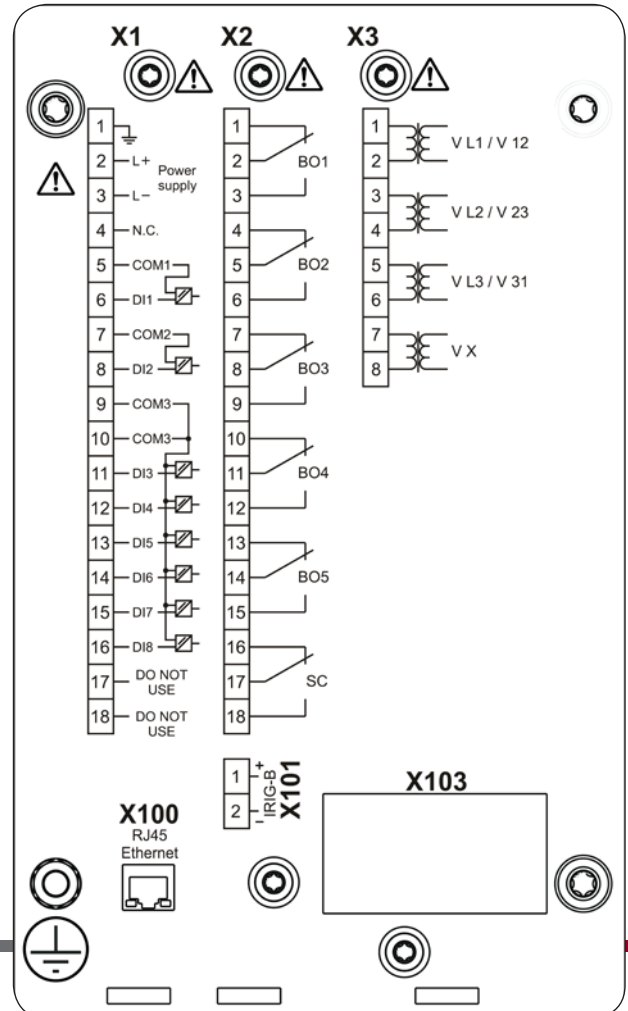 X1 X2 X3
1
2 L+
Power
supply
3 L−
4 N.C.
5 COM1
6 DI1
7 COM2
8 DI2
9 COM3
10 COM3
11 DI3
12 DI4
13 DI5
14 DI6
15 DI7
16 DI8
17 DO NOT
USE
18 DO NOT
USE
1
2 BO1
3
4
5 BO2
6
7
8 BO3
9
10
11 BO4
12
13
14 BO5
15
16
17 SC
18
1
2
V L1 / V 12
3
4
V L2 / V 23
5
6
V L3 / V 31
7
8
V X
1 +
2 −
IRIG-B
X101
X100
RJ45
Ethernet
X103